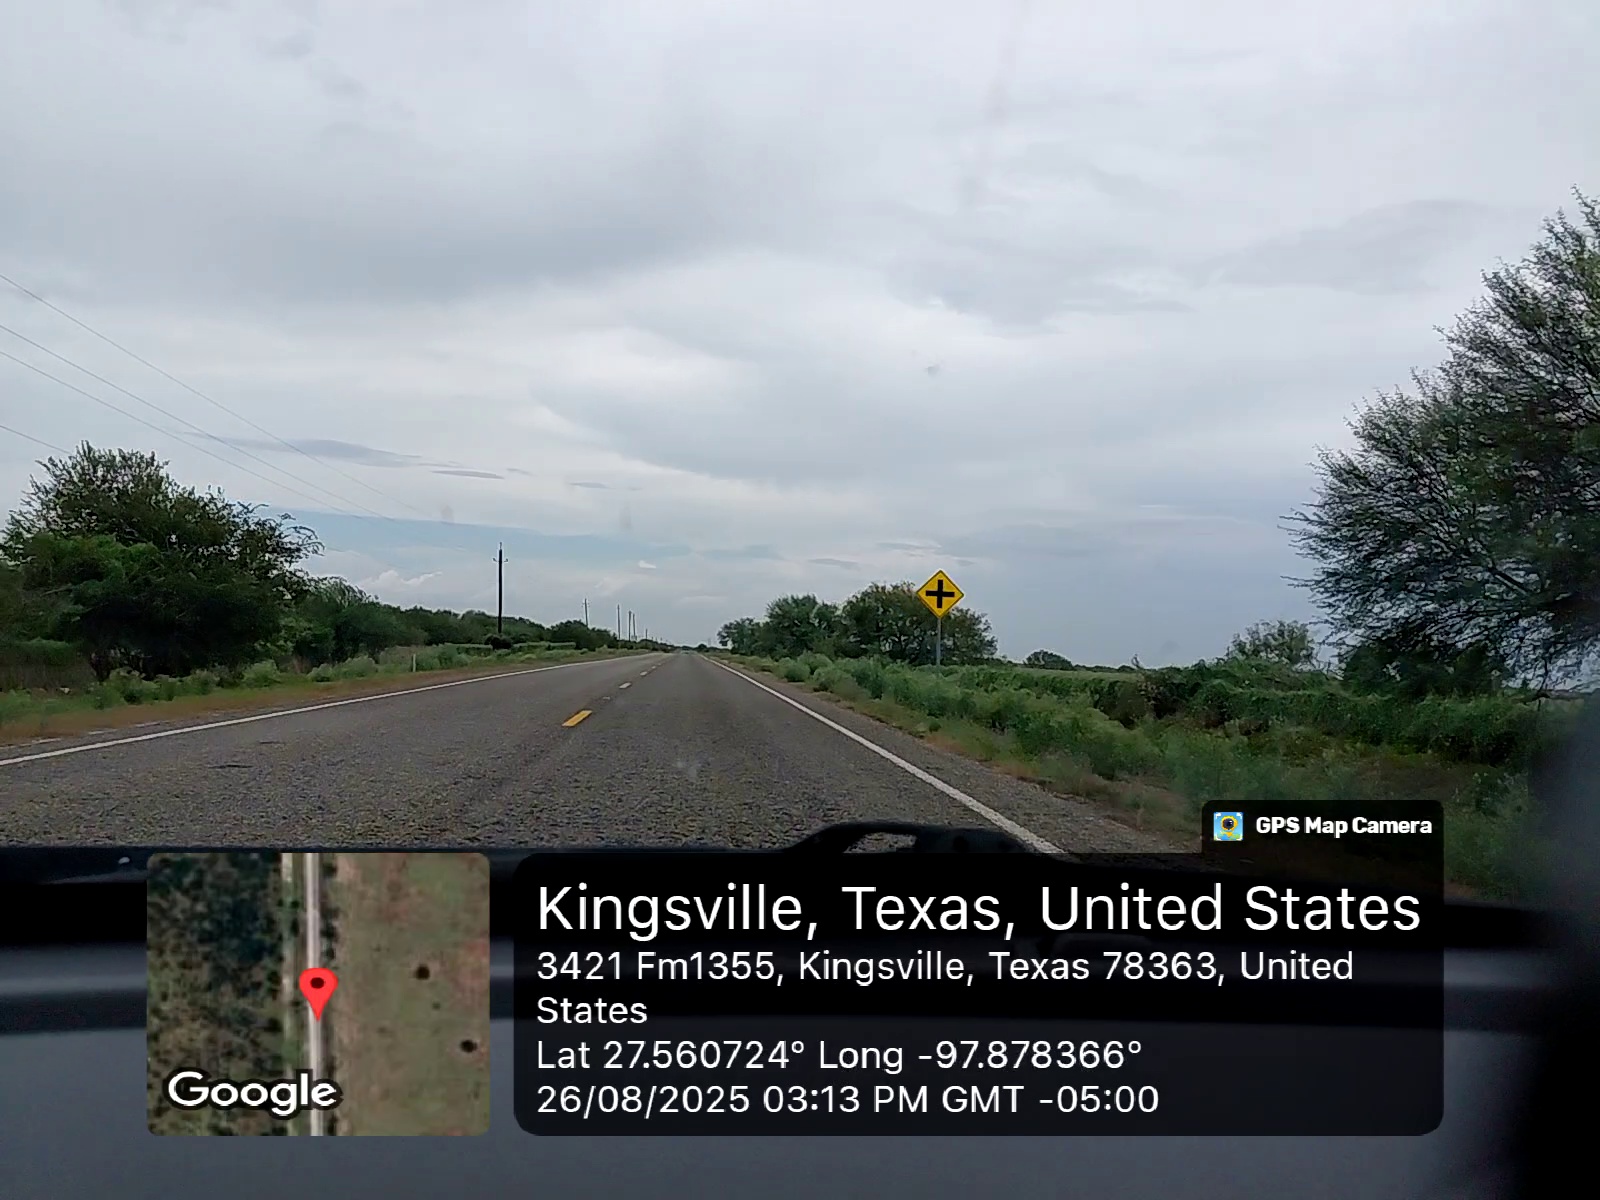 GPS Map Camera
Kingsville, Texas, United States
3421 Fm1355, Kingsville, Texas 78363, United
States
Lat 27.560724° Long -97.878366°
26/08/2025 03:13 PM GMT -05:00
Google